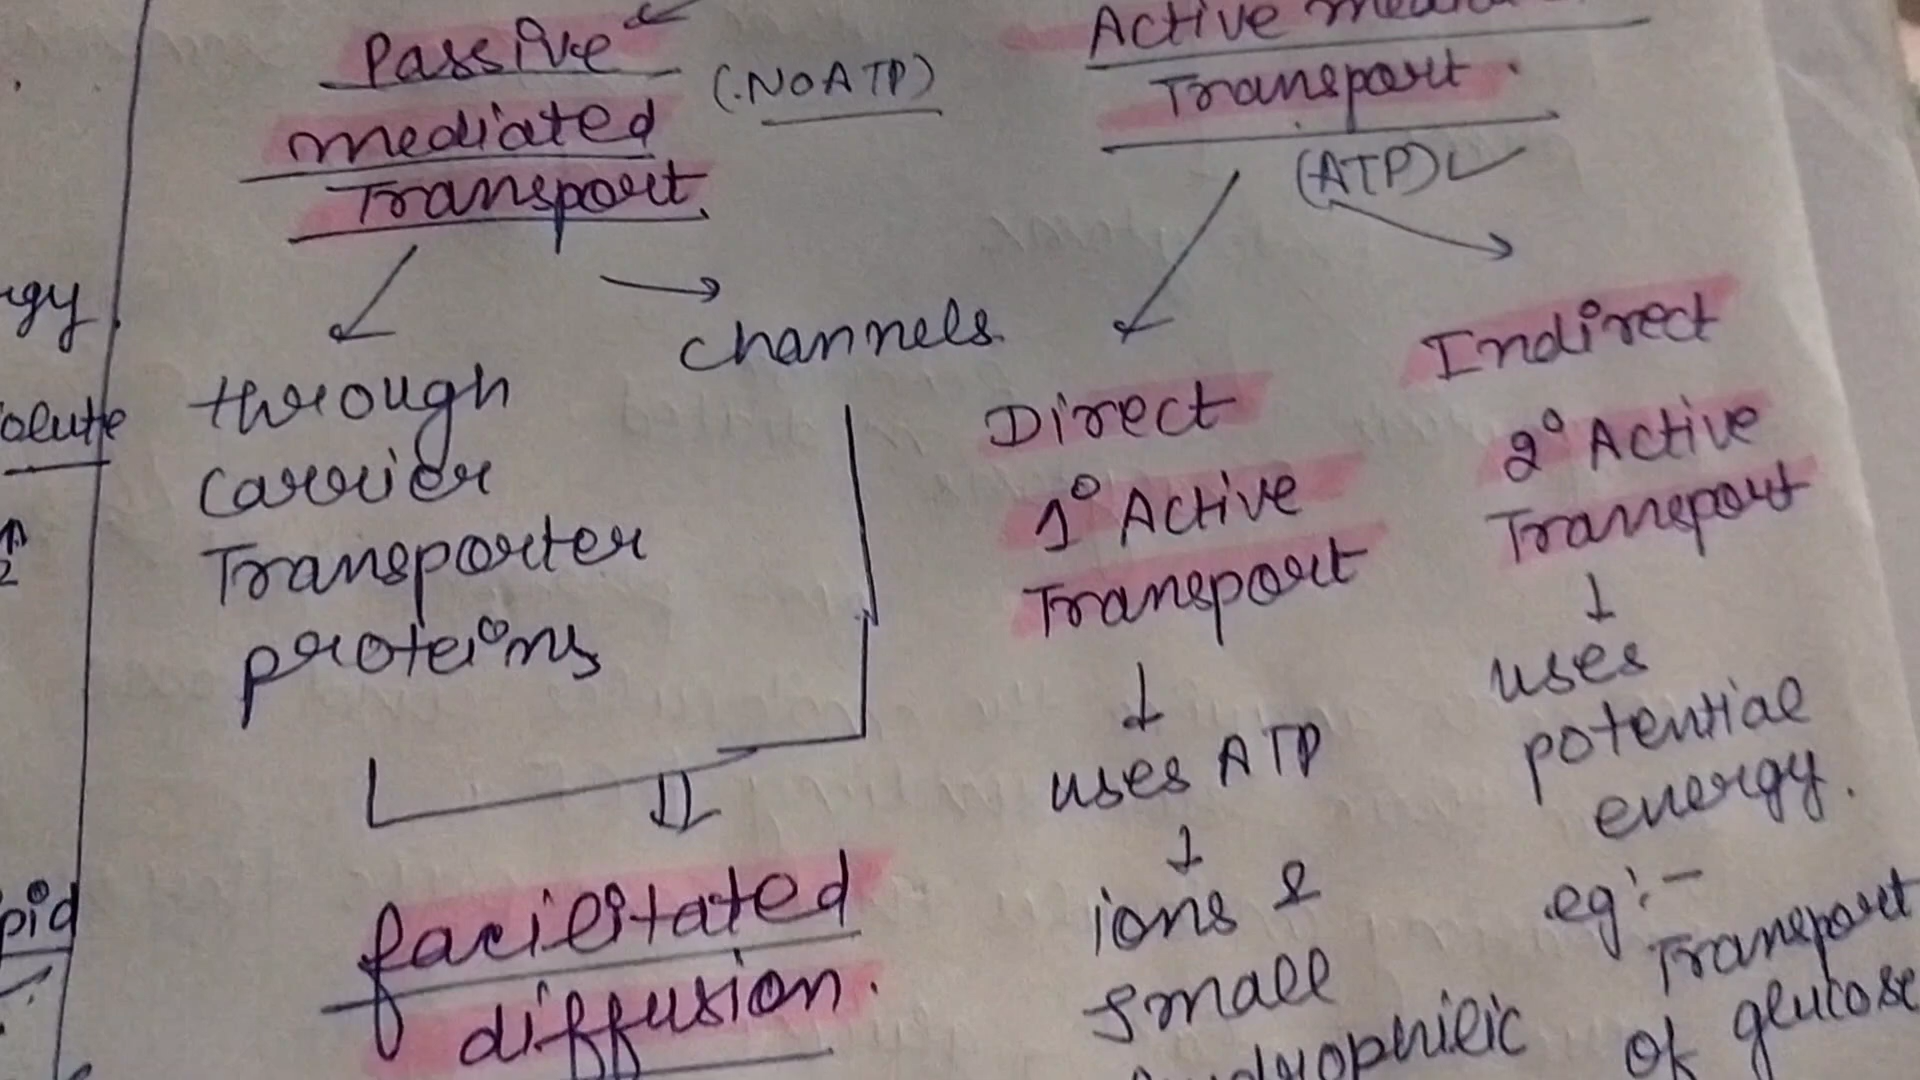 Passive
mediated
Transport.
(.NO ATP)
Active
Transport.
(ATP)
through
carrier
Transporter
proteins
channels.
facilitated
diffusion.
Direct
1° Active
Transport
uses ATP
ions &
small
Indirect
2° Active
Transport
uses
potential
energy.
eg:-
Transport
of glucose